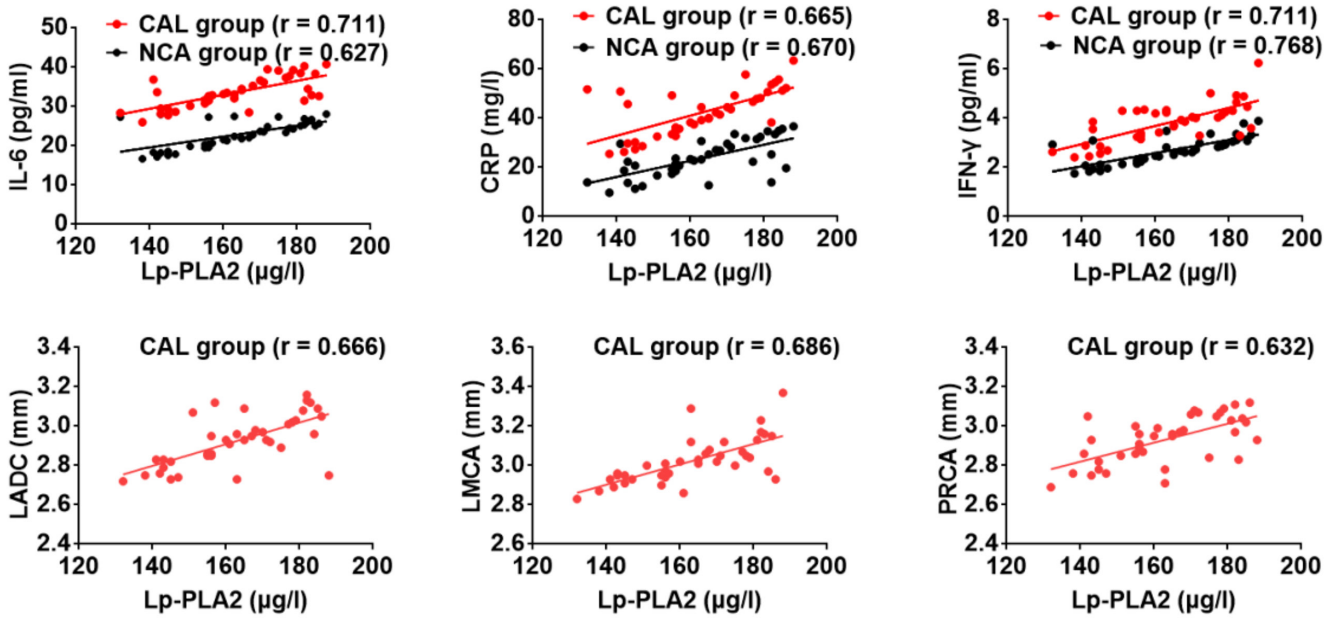 CAL group (r = 0.711)
NCA group (r = 0.627)
IL-6 (pg/ml)
50
40
30
20
10
0
120 140 160 180 200
Lp-PLA2 (µg/l)
CAL group (r = 0.665)
NCA group (r = 0.670)
CRP (mg/l)
80
60
40
20
0
120 140 160 180 200
Lp-PLA2 (µg/l)
CAL group (r = 0.711)
NCA group (r = 0.768)
IFN-γ (pg/ml)
8
6
4
2
0
120 140 160 180 200
Lp-PLA2 (µg/l)
CAL group (r = 0.666)
LADC (mm)
3.4
3.2
3.0
2.8
2.6
2.4
120 140 160 180 200
Lp-PLA2 (µg/l)
CAL group (r = 0.686)
LMCA (mm)
3.6
3.4
3.2
3.0
2.8
2.6
120 140 160 180 200
Lp-PLA2 (µg/l)
CAL group (r = 0.632)
PRCA (mm)
3.4
3.2
3.0
2.8
2.6
2.4
120 140 160 180 200
Lp-PLA2 (µg/l)